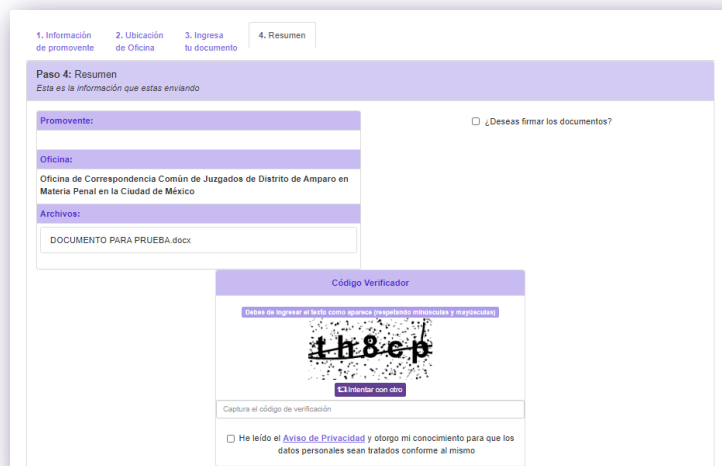 1. Información de promovente
2. Ubicación de Oficina
3. Ingresa tu documento
4. Resumen
Paso 4: Resumen
Esta es la información que estas enviando
Promovente:
¿Deseas firmar los documentos?
Oficina:
Oficina de Correspondencia Común de Juzgados de Distrito de Amparo en
Materia Penal en la Ciudad de México
Archivos:
DOCUMENTO PARA PRUEBA.docx
Código Verificador
Debes de ingresar el texto como aparece (respetando minúsculas y mayúsculas)
th8cp
Intentar con otro
Captura el código de verificación
He leído el Aviso de Privacidad y otorgo mi conocimiento para que los
datos personales sean tratados conforme al mismo